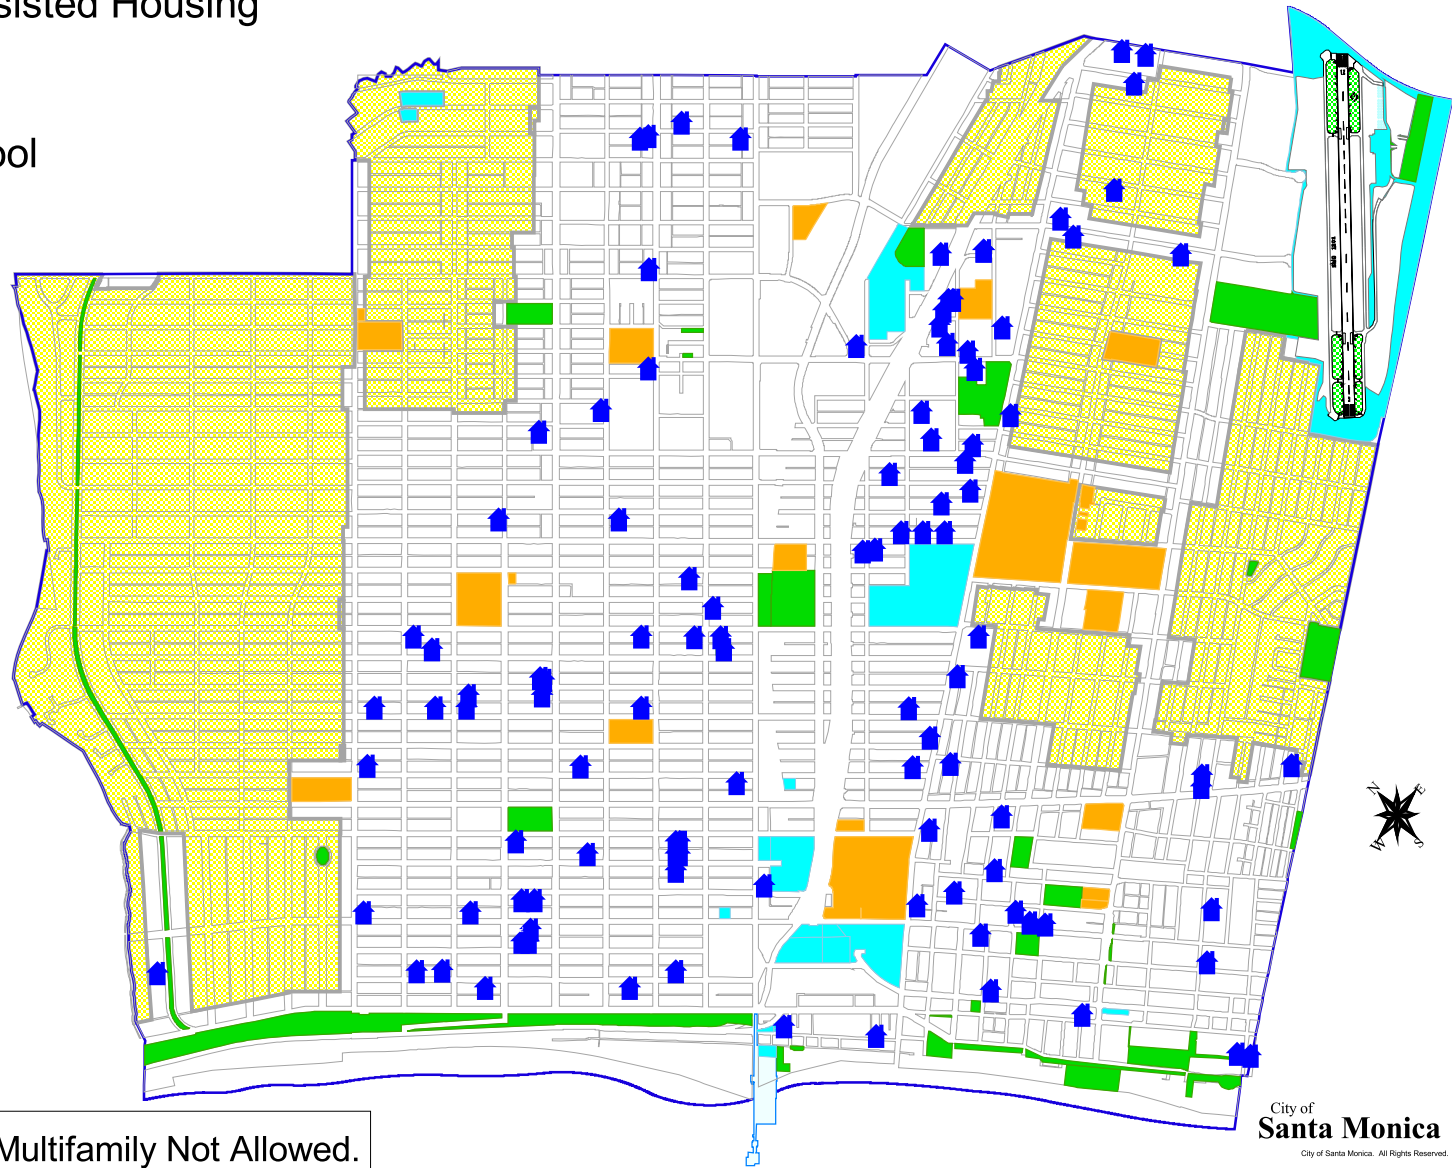 sisted Housing
ool
N
E
W
S
Multifamily Not Allowed.
City of
Santa Monica
City of Santa Monica. All Rights Reserved.